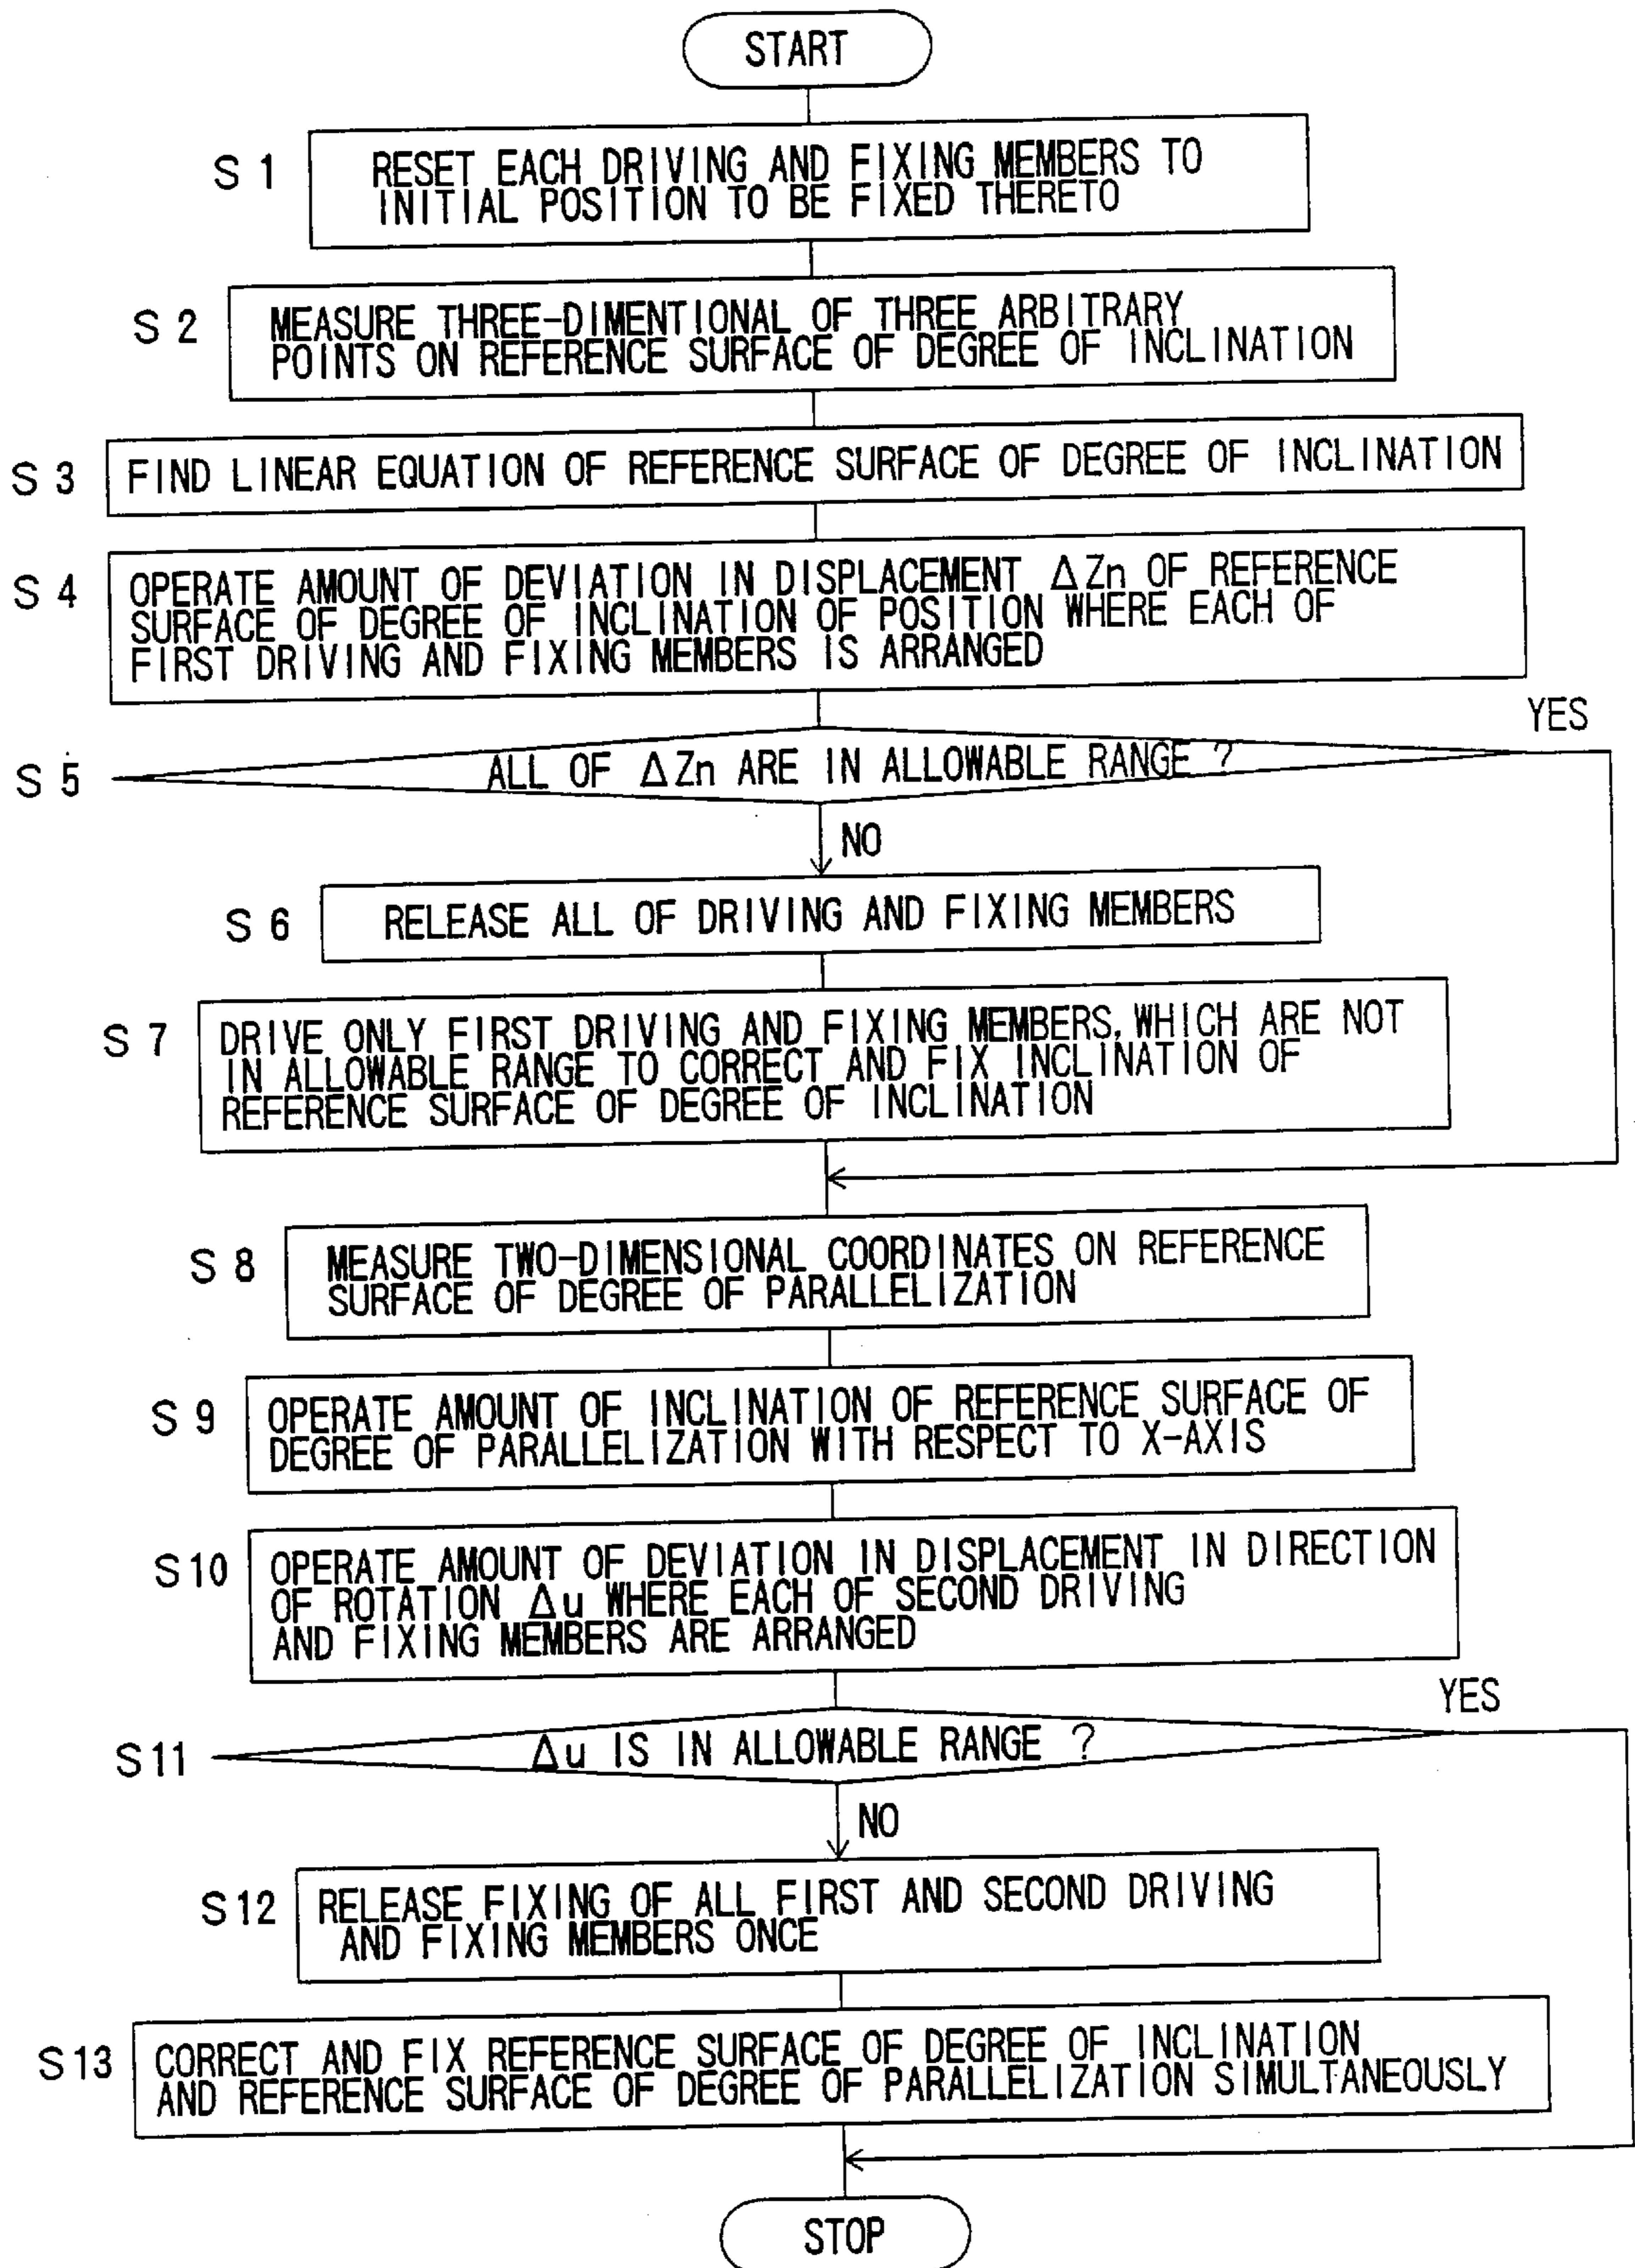 START
S 1
RESET EACH DRIVING AND FIXING MEMBERS TO
INITIAL POSITION TO BE FIXED THERETO
S 2
MEASURE THREE-DIMENTIONAL OF THREE ARBITRARY
POINTS ON REFERENCE SURFACE OF DEGREE OF INCLINATION
S 3
FIND LINEAR EQUATION OF REFERENCE SURFACE OF DEGREE OF INCLINATION
S 4
OPERATE AMOUNT OF DEVIATION IN DISPLACEMENT ΔZn OF REFERENCE
SURFACE OF DEGREE OF INCLINATION OF POSITION WHERE EACH OF
FIRST DRIVING AND FIXING MEMBERS IS ARRANGED
YES
S 5
ALL OF ΔZn ARE IN ALLOWABLE RANGE ?
NO
S 6
RELEASE ALL OF DRIVING AND FIXING MEMBERS
S 7
DRIVE ONLY FIRST DRIVING AND FIXING MEMBERS, WHICH ARE NOT
IN ALLOWABLE RANGE TO CORRECT AND FIX INCLINATION OF
REFERENCE SURFACE OF DEGREE OF INCLINATION
S 8
MEASURE TWO-DIMENSIONAL COORDINATES ON REFERENCE
SURFACE OF DEGREE OF PARALLELIZATION
S 9
OPERATE AMOUNT OF INCLINATION OF REFERENCE SURFACE OF
DEGREE OF PARALLELIZATION WITH RESPECT TO X-AXIS
S10
OPERATE AMOUNT OF DEVIATION IN DISPLACEMENT IN DIRECTION
OF ROTATION Δu WHERE EACH OF SECOND DRIVING
AND FIXING MEMBERS ARE ARRANGED
YES
S11
Δu IS IN ALLOWABLE RANGE ?
NO
S12
RELEASE FIXING OF ALL FIRST AND SECOND DRIVING
AND FIXING MEMBERS ONCE
S13
CORRECT AND FIX REFERENCE SURFACE OF DEGREE OF INCLINATION
AND REFERENCE SURFACE OF DEGREE OF PARALLELIZATION SIMULTANEOUSLY
STOP